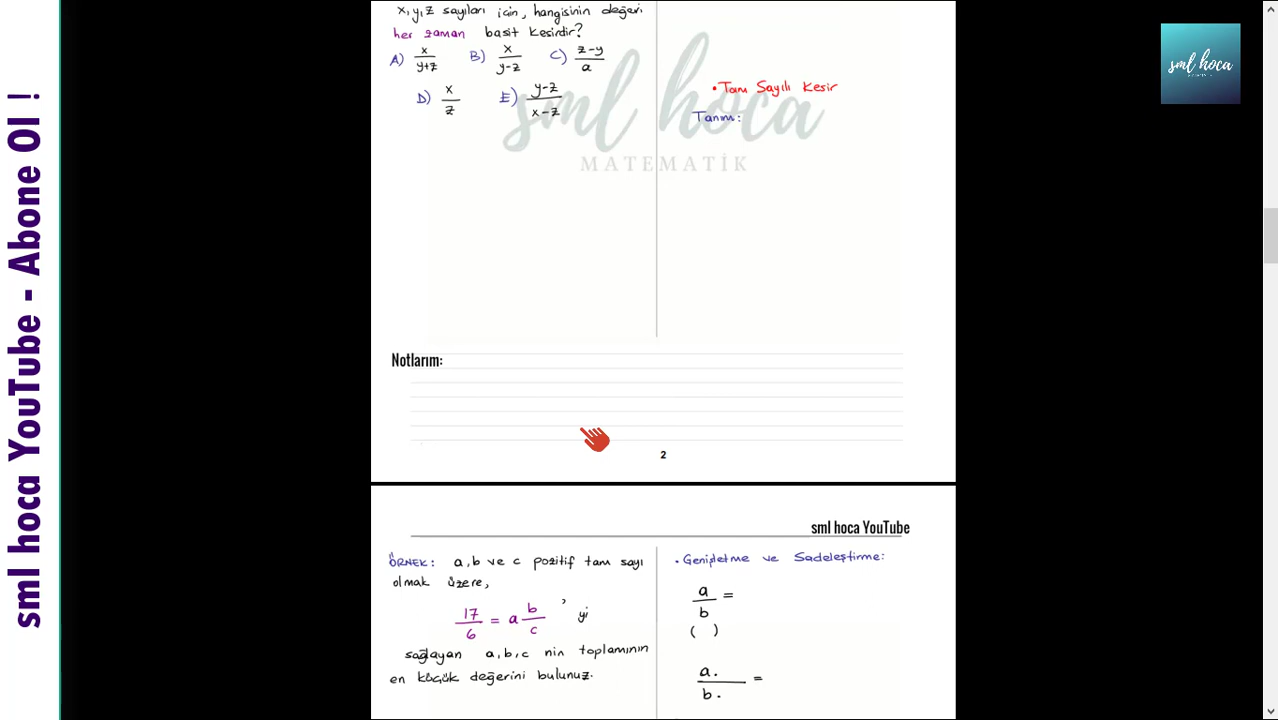 sml hoca YouTube - Abone Ol !
sml hoca
x, y, z sayıları için, hangisinin değeri
her zaman basit kesirdir?
A) x/y+z B) x/y-z C) z-y/a
D) x/z E) y-z/x-z
• Tam Sayılı Kesir
Tanım:
sml hoca
MATEMATİK
Notlarım:
2
sml hoca YouTube
ÖRNEK: a, b ve c pozitif tam sayı
olmak üzere,
17/6 = a b/c 'yi
sağlayan a, b, c nin toplamının
en küçük değerini bulunuz.
• Genişletme ve Sadeleştirme:
a/b =
( )
a./b. =